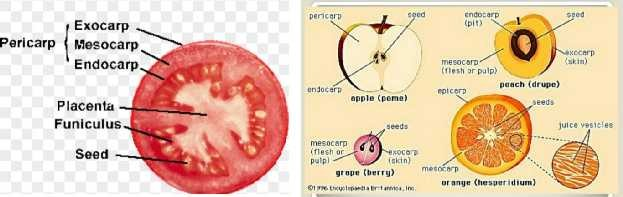 Pericarp
Exocarp
Mesocarp
Endocarp
Placenta
Funiculus
Seed
pericarp
seed
endocarp
apple (pome)
endocarp
(pit)
seed
mesocarp
(flesh or pulp)
exocarp
(skin)
peach (drupe)
seeds
mesocarp
(flesh or
pulp)
exocarp
(skin)
grape (berry)
epicarp
seeds
juice vesicles
mesocarp
orange (hesperidium)
©1996 Encyclopaedia Britannica, Inc.